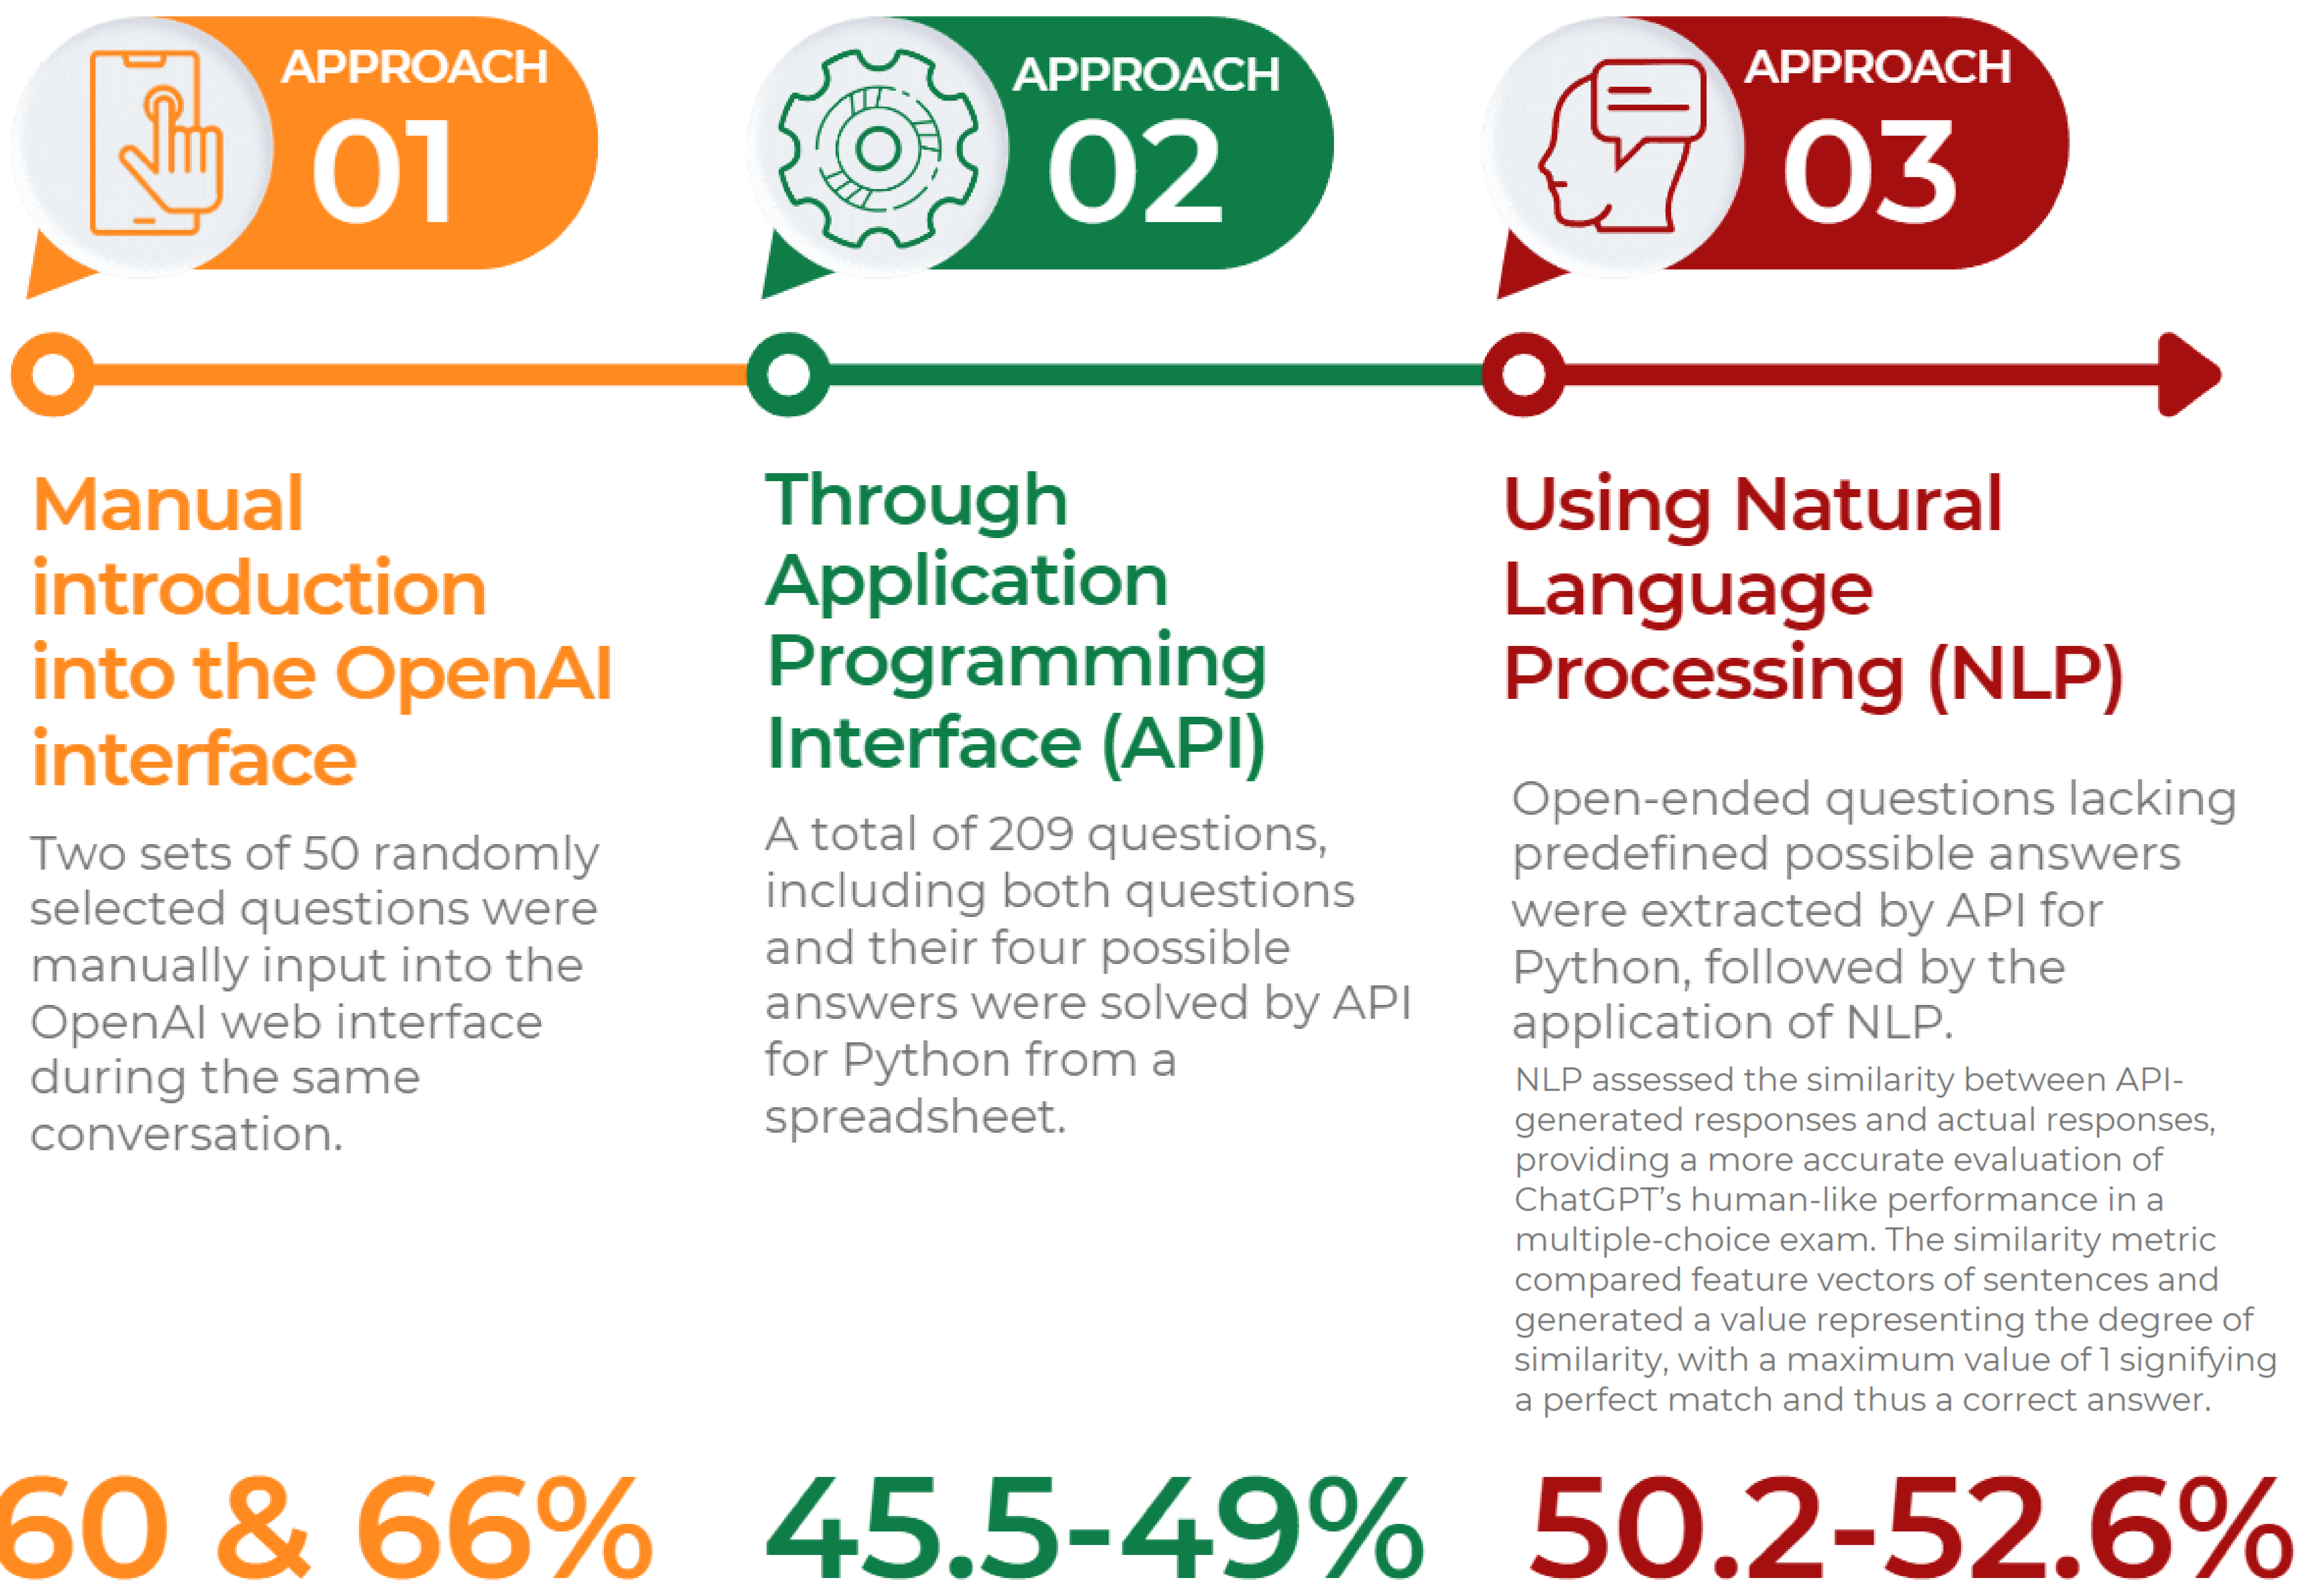 APPROACH
01
APPROACH
02
APPROACH
03
Manual
introduction
into the OpenAI
interface
Two sets of 50 randomly
selected questions were
manually input into the
OpenAI web interface
during the same
conversation.
60 & 66%
Through
Application
Programming
Interface (API)
A total of 209 questions,
including both questions
and their four possible
answers were solved by API
for Python from a
spreadsheet.
45.5-49%
Using Natural
Language
Processing (NLP)
Open-ended questions lacking
predefined possible answers
were extracted by API for
Python, followed by the
application of NLP.
NLP assessed the similarity between API-
generated responses and actual responses,
providing a more accurate evaluation of
ChatGPT’s human-like performance in a
multiple-choice exam. The similarity metric
compared feature vectors of sentences and
generated a value representing the degree of
similarity, with a maximum value of 1 signifying
a perfect match and thus a correct answer.
50.2-52.6%